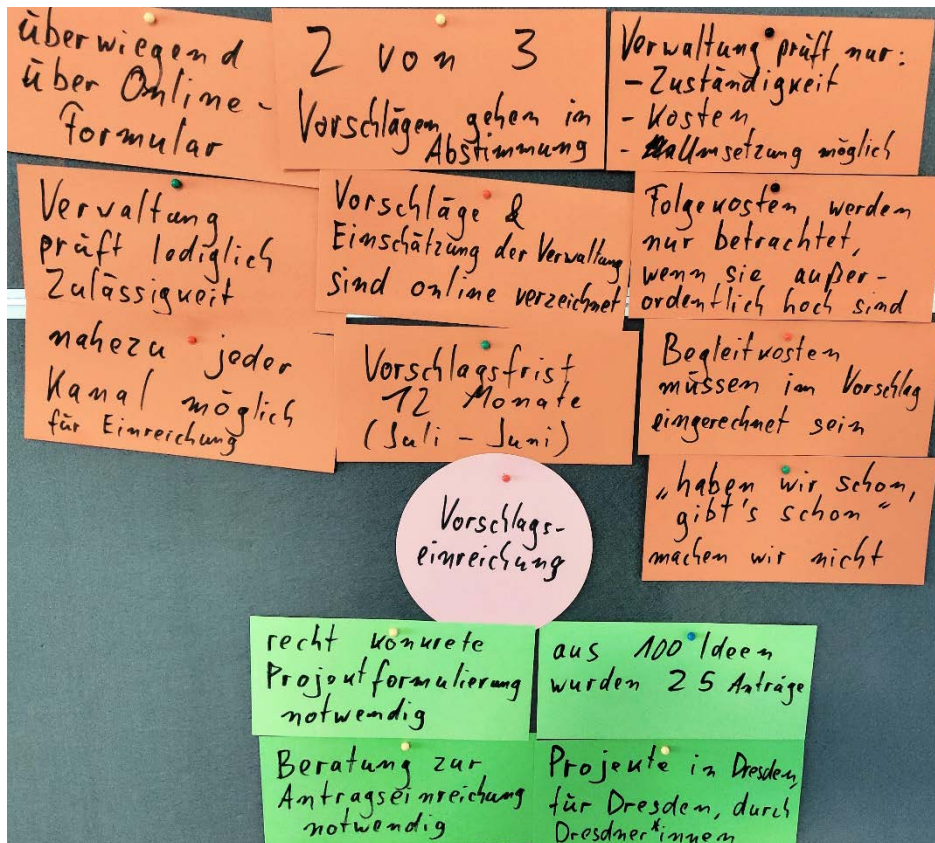 überwiegend
über Online-
Formular
2 von 3
Vorschlägen gehen in
Abstimmung
Verwaltung prüft nur:
- Zuständigkeit
- Kosten
- Umsetzung möglich
Verwaltung
prüft lediglich
Zulässigkeit
Vorschläge &
Einschätzung der Verwaltung
sind online verzeichnet
Folgekosten werden
nur betrachtet,
wenn sie außer-
ordentlich hoch sind
nahezu jeder
Kanal möglich
für Einreichung
Vorschlagsfrist
12 Monate
(Juli - Juni)
Begleitkosten
müssen im Vorschlag
eingerechnet sein
„haben wir schon,
gibt's schon“
machen wir nicht
Vorschlags-
einreichung
recht konkrete
Projektformulierung
notwendig
aus 100 Ideen
wurden 25 Anträge
Beratung zur
Antragseinreichung
notwendig
Projekte in Dresden,
für Dresden, durch
Dresdner*innen